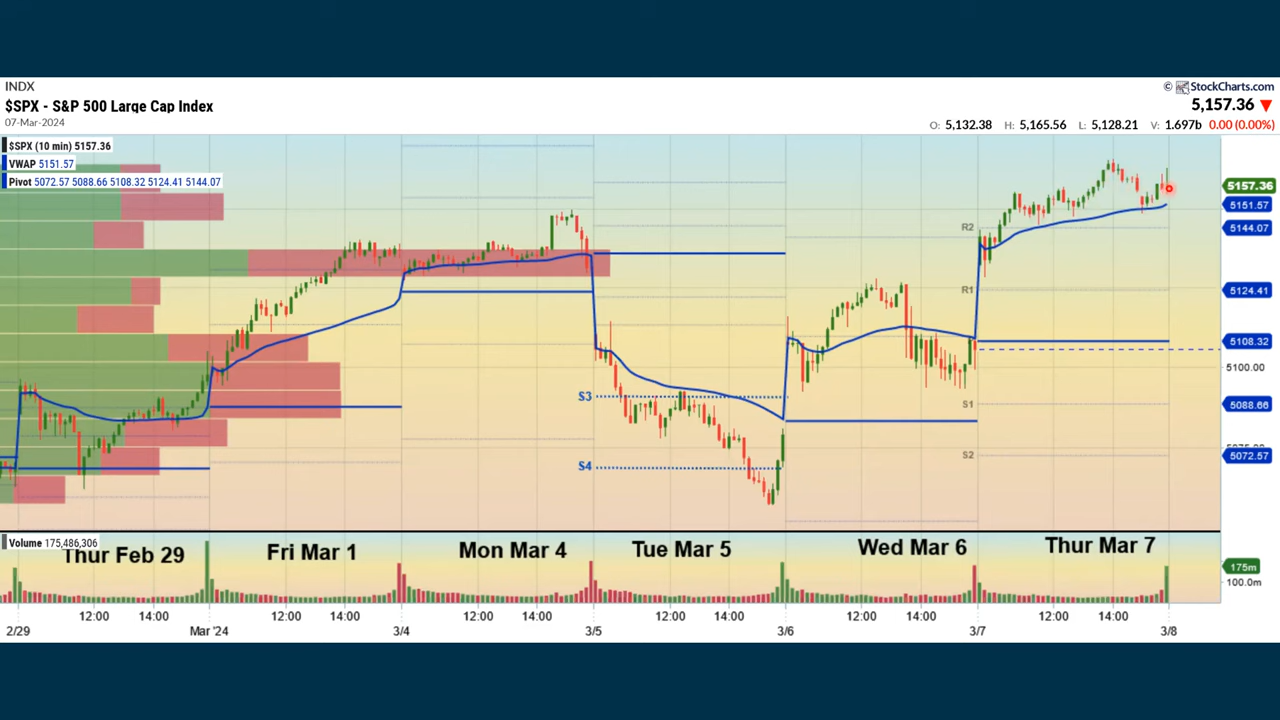 INDX
© StockCharts.com
$SPX - S&P 500 Large Cap Index
5,157.36
07-Mar-2024
O: 5,132.38 H: 5,165.56 L: 5,128.21 V: 1.697b 0.00 (0.00%)
$SPX (10 min) 5157.36
VWAP 5151.57
Pivot 5072.57 5088.66 5108.32 5124.41 5144.07
5157.36
5151.57
R2
5144.07
R1
5124.41
5108.32
5100.00
S3
S1
5088.66
S2
5072.57
S4
Volume 175,486,306
Thur Feb 29
Fri Mar 1
Mon Mar 4
Tue Mar 5
Wed Mar 6
Thur Mar 7
175m
100.0m
12:00 14:00 12:00 14:00 12:00 14:00 12:00 14:00 12:00 14:00 12:00 14:00
2/29 Mar '24 3/4 3/5 3/6 3/7 3/8